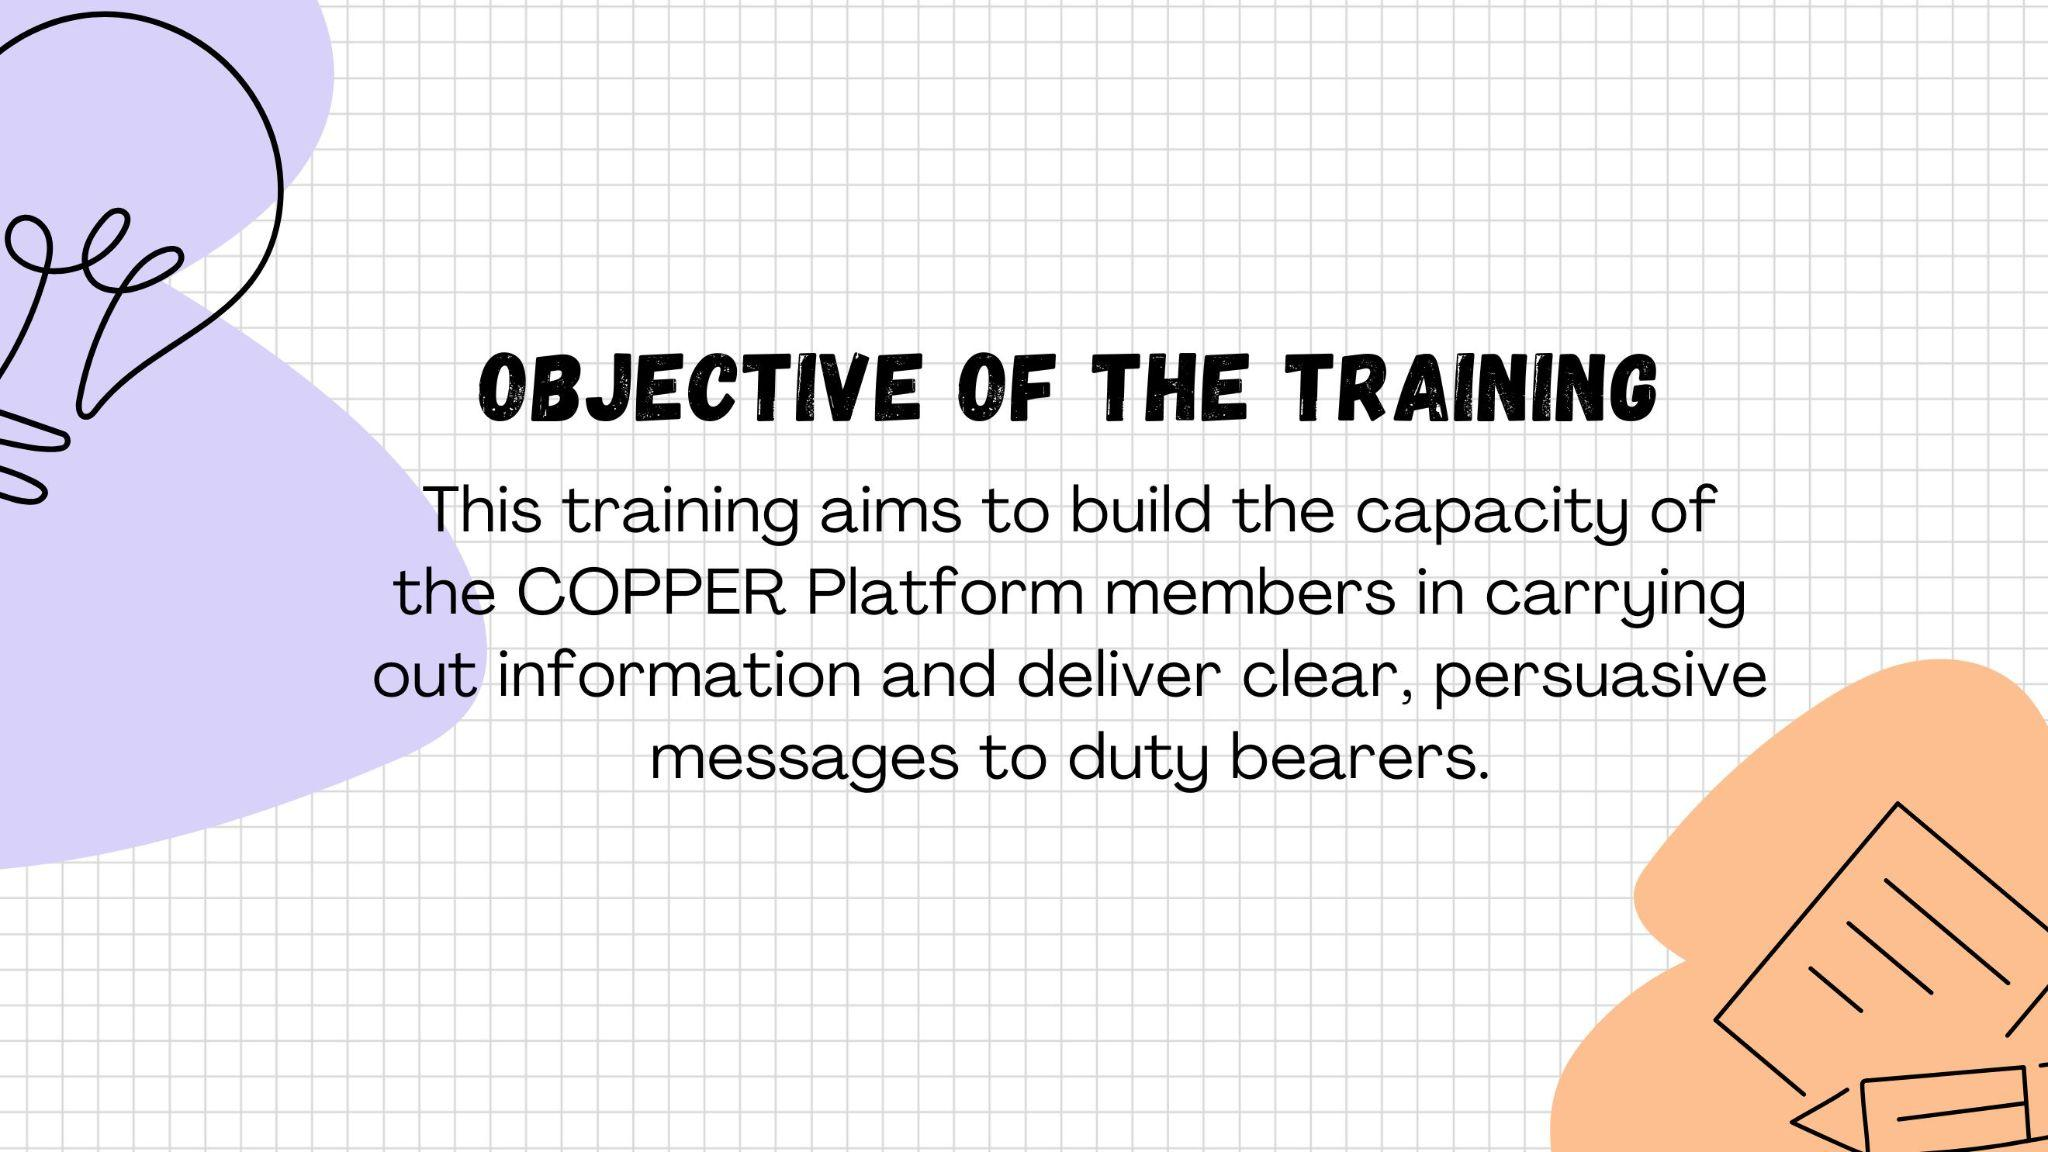 OBJECTIVE OF THE TRAINING
This training aims to build the capacity of
the COPPER Platform members in carrying
out information and deliver clear, persuasive
messages to duty bearers.